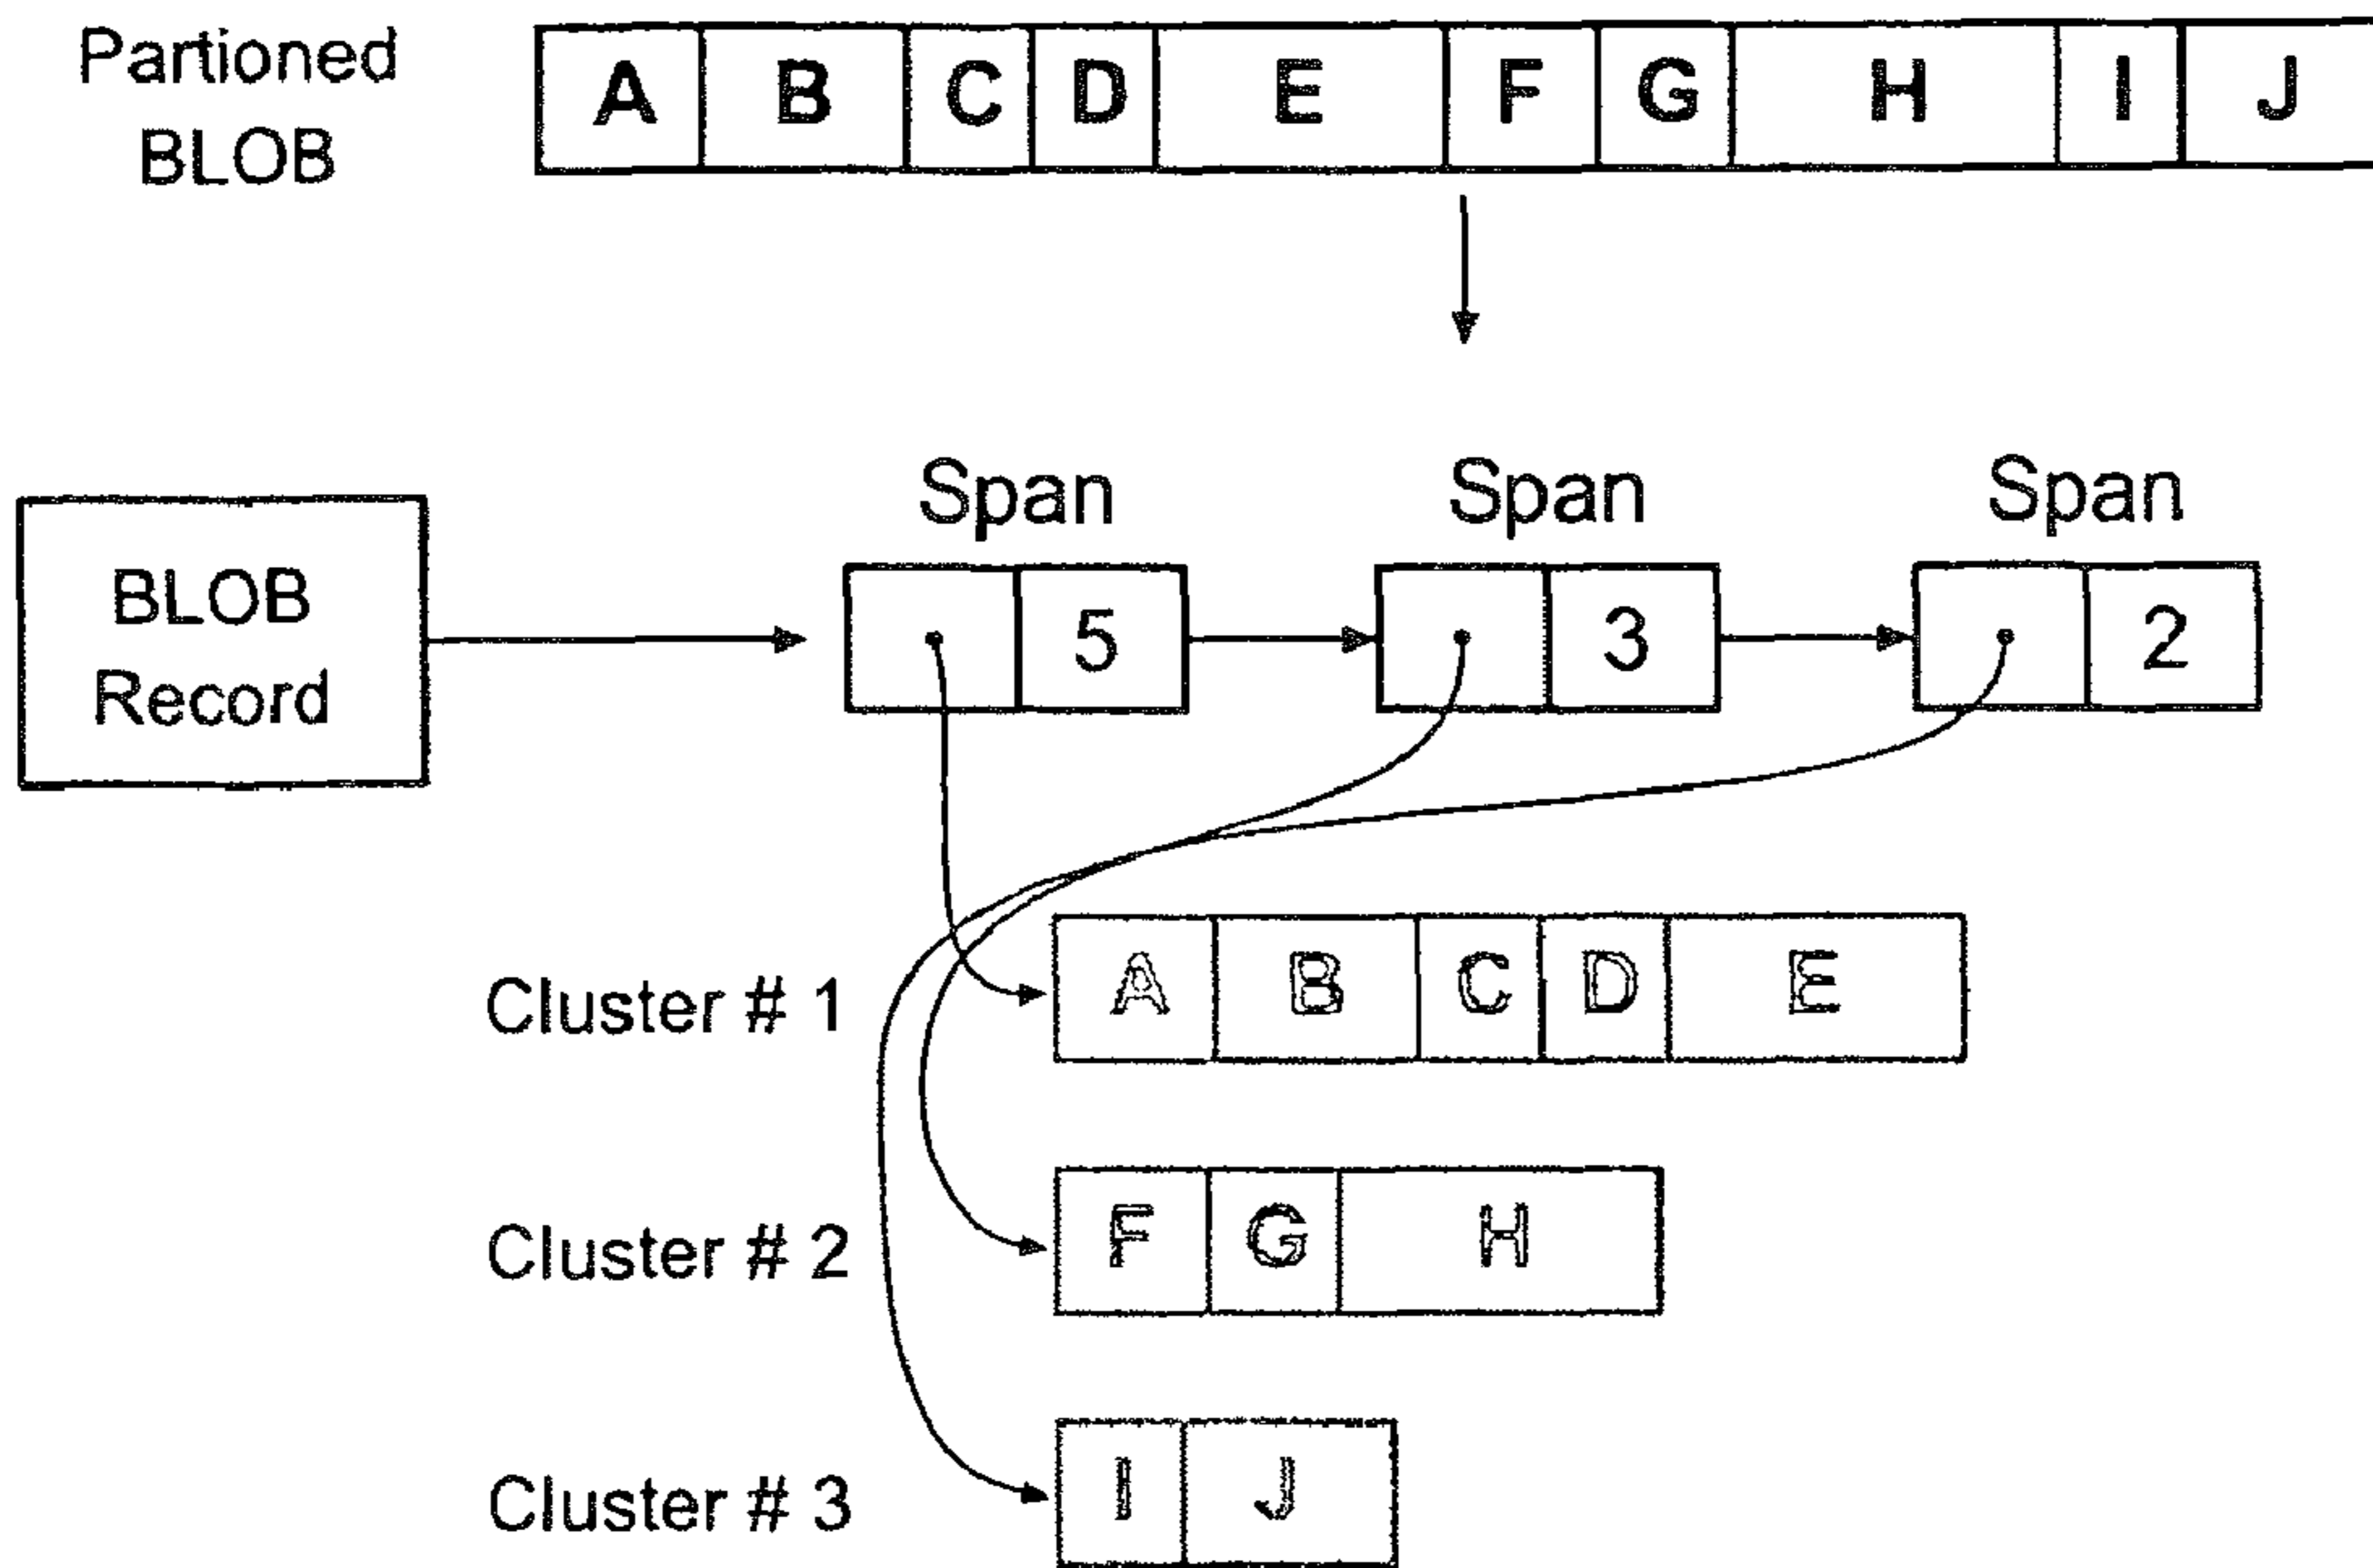 Partioned
BLOB
A B C D E F G H I J
Span Span Span
BLOB
Record
5 3 2
Cluster # 1 A B C D E
Cluster # 2 F G H
Cluster # 3 I J